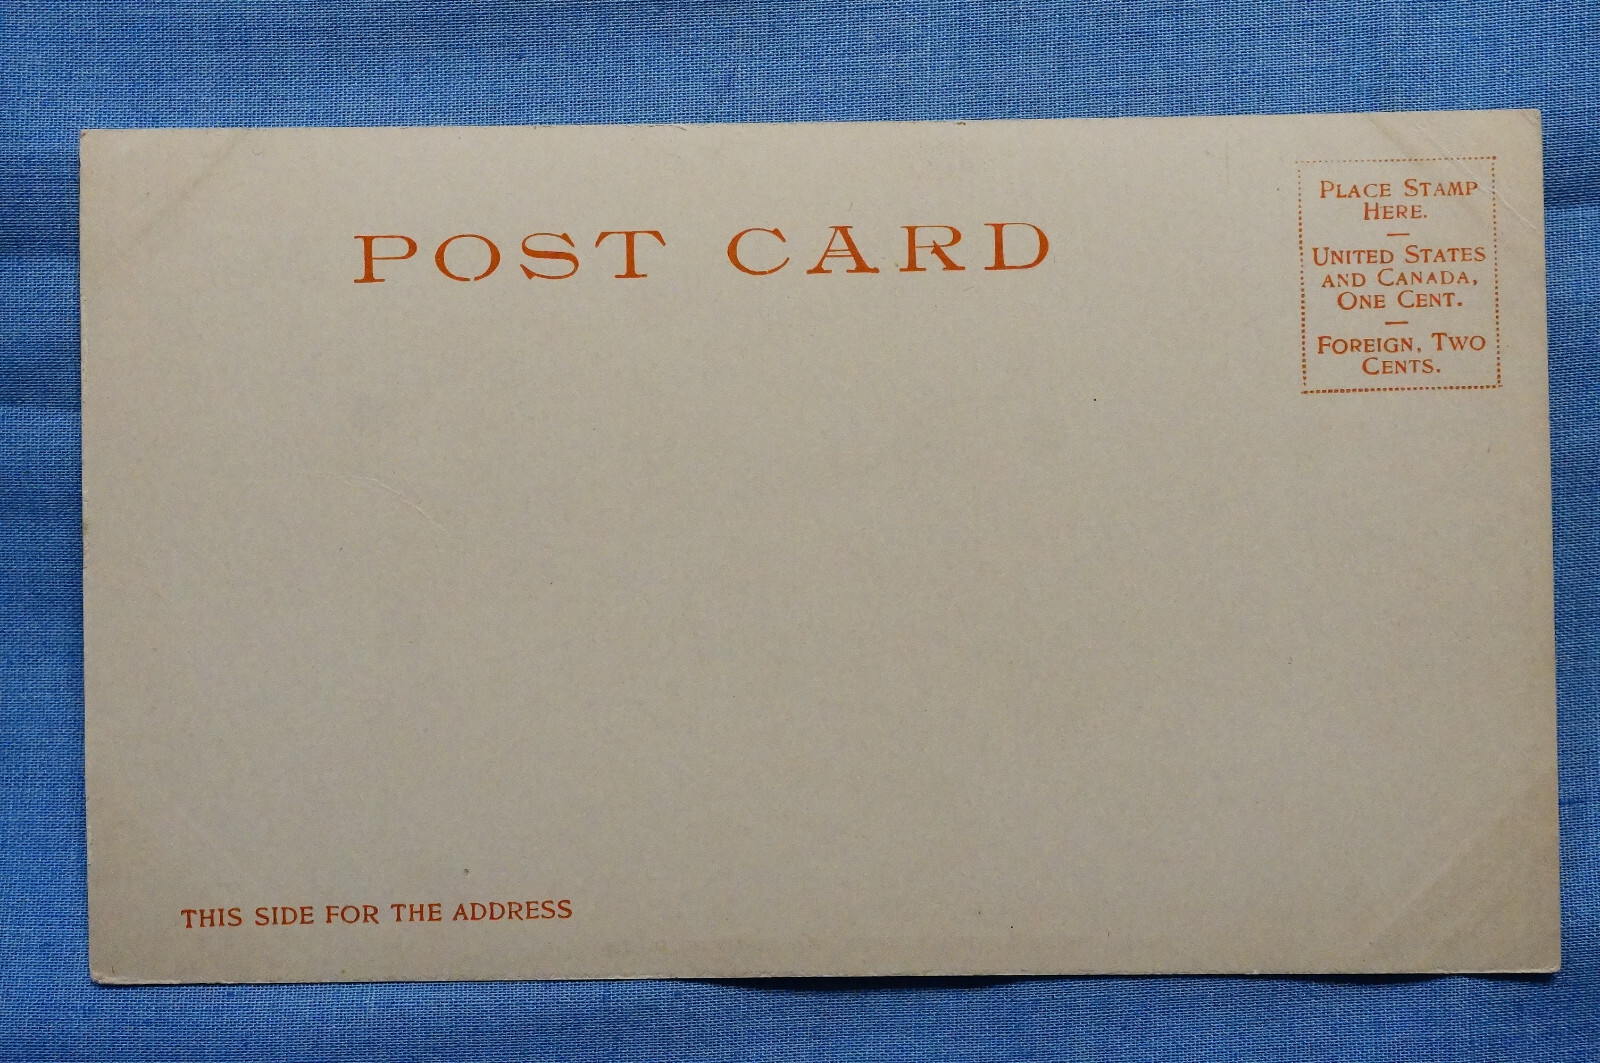 POST CARD
PLACE STAMP
HERE.
UNITED STATES
AND CANADA,
ONE CENT.
FOREIGN, TWO
CENTS.
THIS SIDE FOR THE ADDRESS